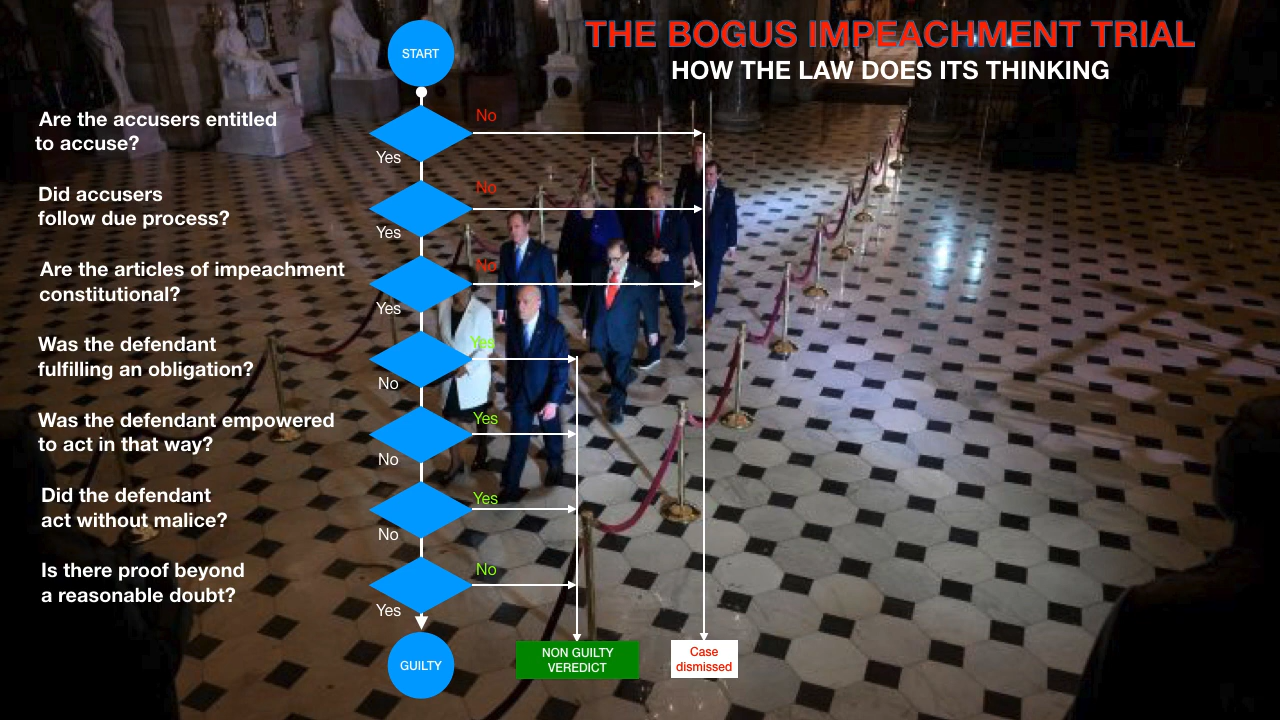 START
THE BOGUS IMPEACHMENT TRIAL
HOW THE LAW DOES ITS THINKING
Are the accusers entitled
to accuse?
No
Yes
Did accusers
follow due process?
No
Yes
Are the articles of impeachment
constitutional?
No
Yes
Was the defendant
fulfilling an obligation?
Yes
No
Was the defendant empowered
to act in that way?
Yes
No
Did the defendant
act without malice?
Yes
No
Is there proof beyond
a reasonable doubt?
No
Yes
GUILTY
NON GUILTY
VEREDICT
Case
dismissed